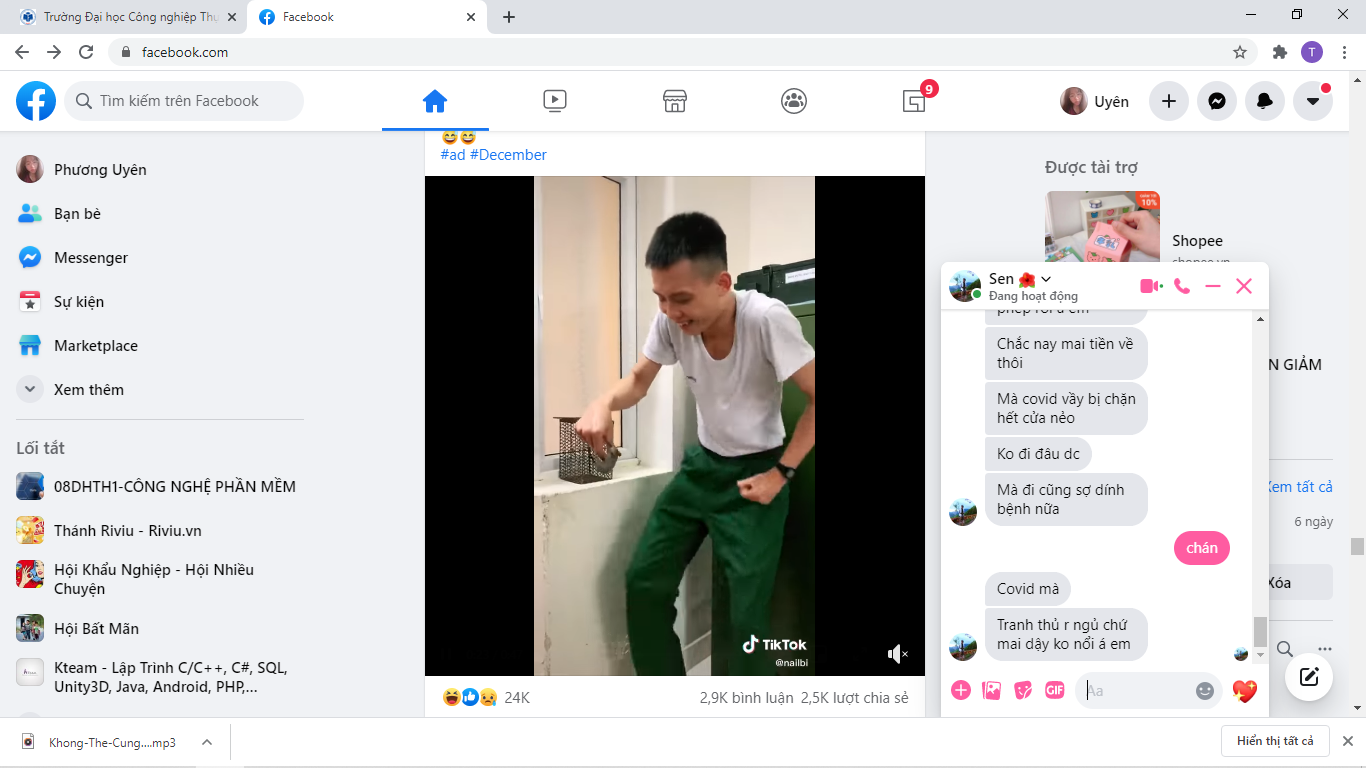 Trường Đại học Công nghiệp Thự
Facebook
facebook.com
T
Tìm kiếm trên Facebook
9
Uyên
Phương Uyên
Bạn bè
Messenger
Sự kiện
Marketplace
Xem thêm
Lối tắt
08DHTH1-CÔNG NGHỆ PHẦN MỀM
Thánh Riviu - Riviu.vn
Hội Khẩu Nghiệp - Hội Nhiều
Chuyện
Hội Bất Mãn
Kteam - Lập Trình C/C++, C#, SQL,
Unity3D, Java, Android, PHP,...
😄😄
#ad #December
TikTok
@nailbi
24K
2,9K bình luận 2,5K lượt chia sẻ
Được tài trợ
10%
Shopee
shopee.vn
N GIẢM
Xem tất cả
6 ngày
Xóa
Sen 🌺
Đang hoạt động
phép rồi á em
Chắc nay mai tiền về
thôi
Mà covid vầy bị chặn
hết cửa nẻo
Ko đi đâu dc
Mà đi cũng sợ dính
bệnh nữa
chán
Covid mà
Tranh thủ r ngủ chứ
mai dậy ko nổi á em
GIF
Aa
Khong-The-Cung....mp3
Hiển thị tất cả